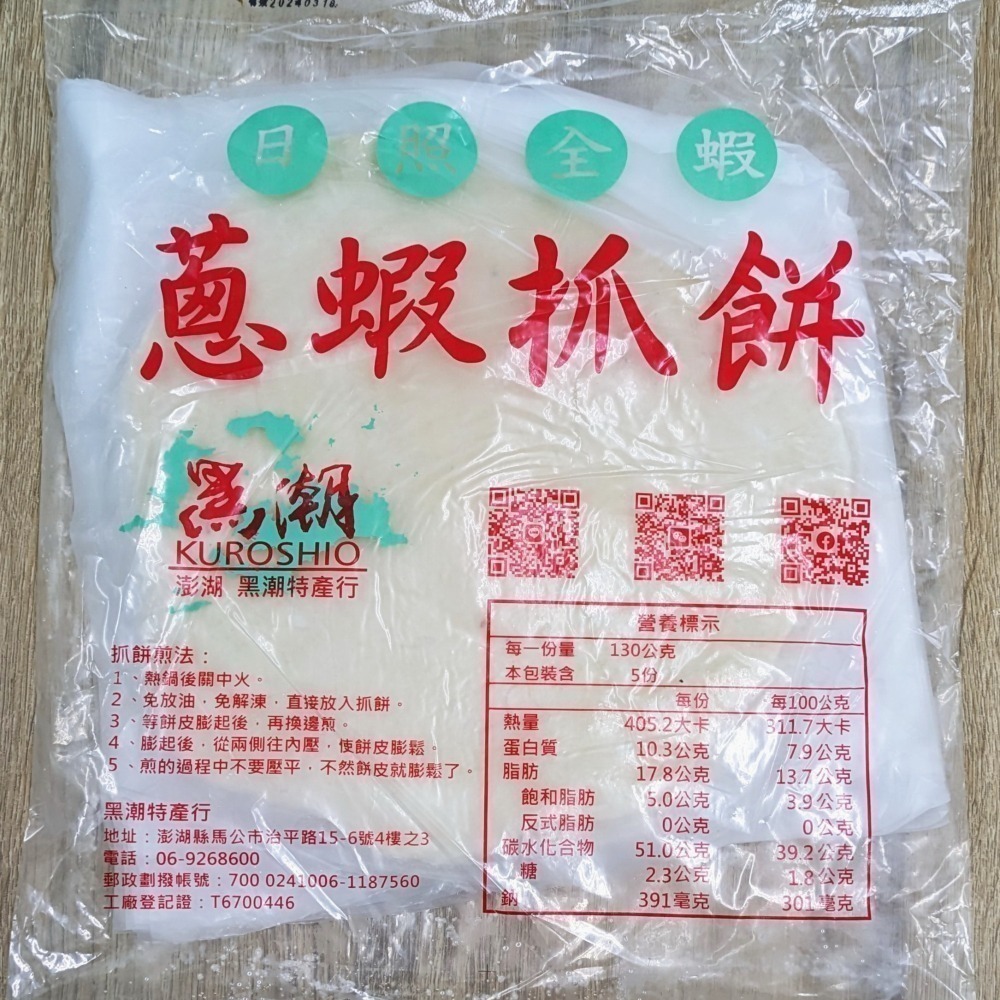 有效20240318
日照全蝦
蔥蝦抓餅
黑潮
KUROSHIO
澎湖 黑潮特產行
抓餅煎法：
1、熱鍋後關中火。
2、免放油，免解凍，直接放入抓餅。
3、等餅皮膨起後，再換邊煎。
4、膨起後，從兩側往內壓，使餅皮膨鬆。
5、煎的過程中不要壓平，不然餅皮就膨鬆了。
黑潮特產行
地址：澎湖縣馬公市治平路15-6號4樓之3
電話：06-9268600
郵政劃撥帳號：700 0241006-1187560
工廠登記證：T6700446
營養標示
每一份量 130公克
本包裝含 5份
每份 每100公克
熱量 405.2大卡 311.7大卡
蛋白質 10.3公克 7.9公克
脂肪 17.8公克 13.7公克
飽和脂肪 5.0公克 3.9公克
反式脂肪 0公克 0公克
碳水化合物 51.0公克 39.2公克
糖 2.3公克 1.8公克
鈉 391毫克 301毫克